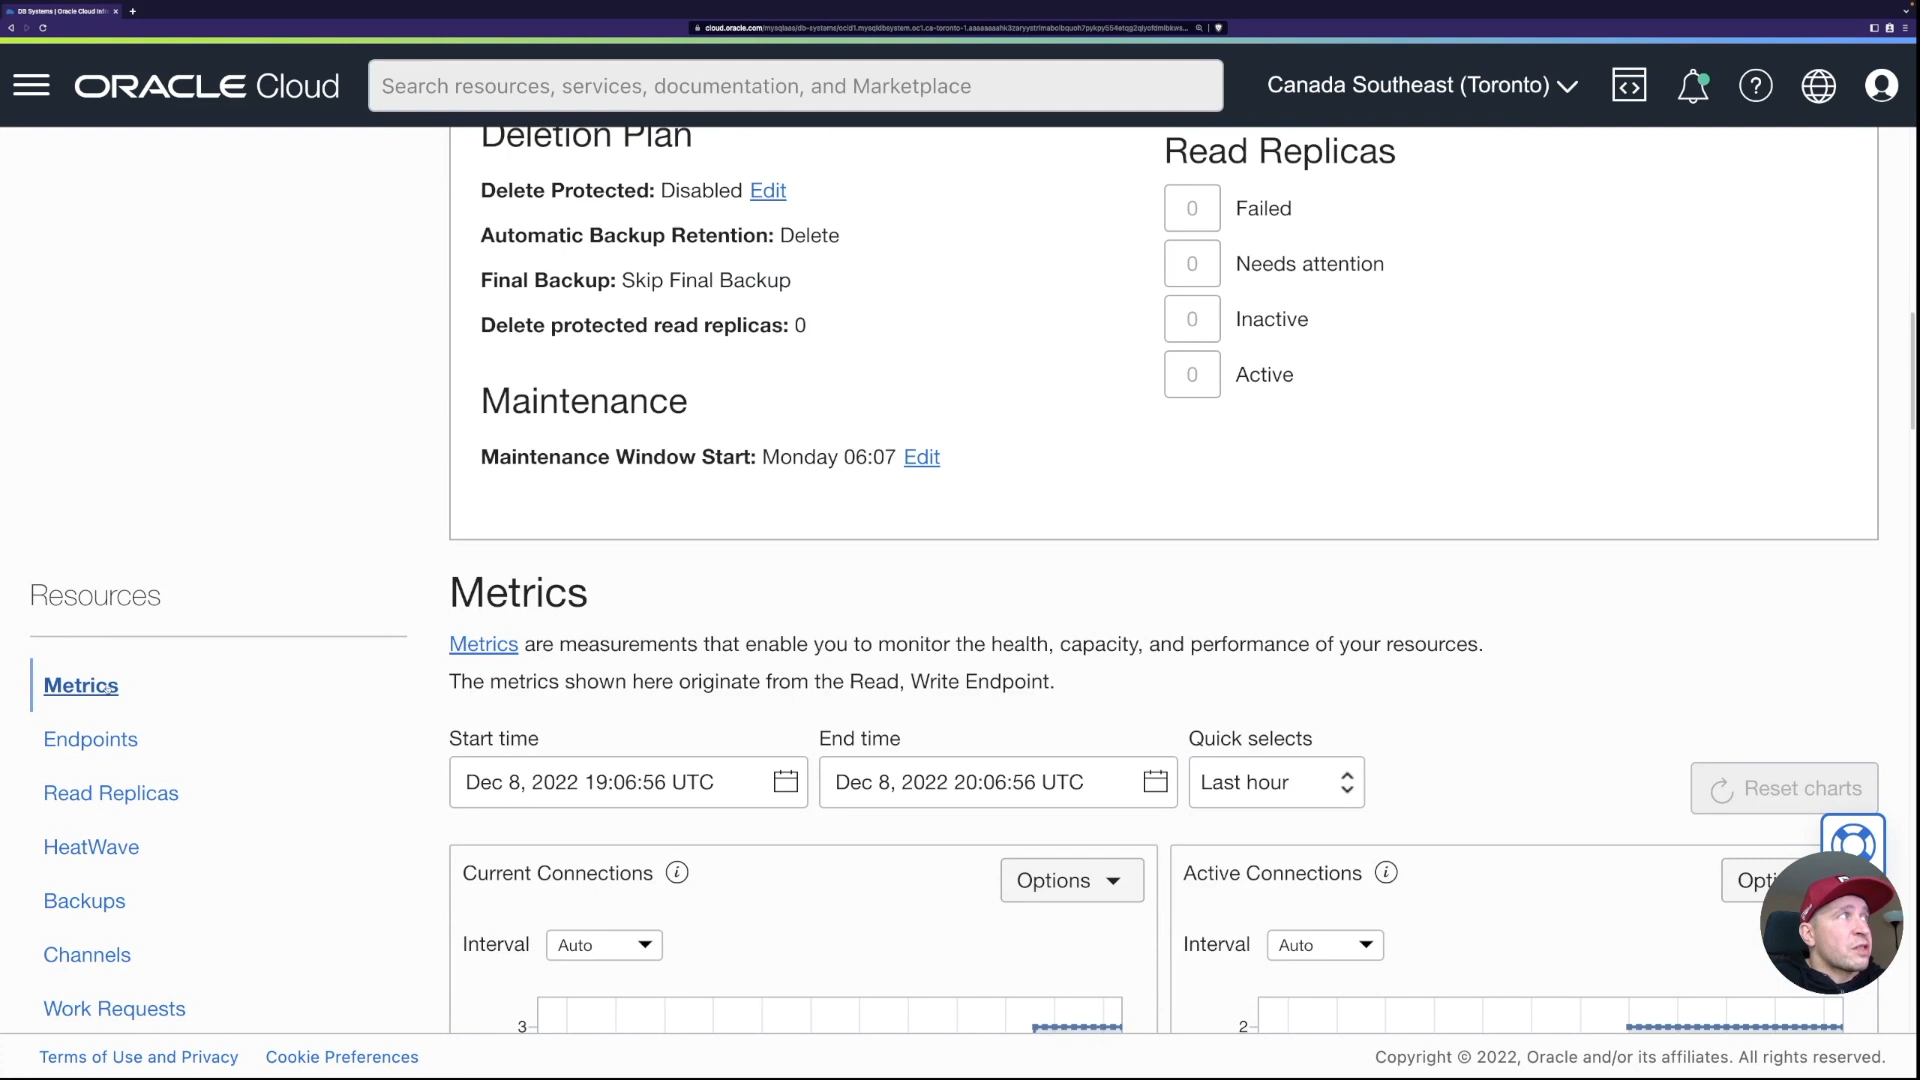 DB Systems | Oracle Cloud Infr
ORACLE Cloud
Search resources, services, documentation, and Marketplace
Canada Southeast (Toronto)
Deletion Plan
Delete Protected: Disabled Edit
Automatic Backup Retention: Delete
Final Backup: Skip Final Backup
Delete protected read replicas: 0
Maintenance
Maintenance Window Start: Monday 06:07 Edit
Read Replicas
0 Failed
0 Needs attention
0 Inactive
0 Active
Resources
Metrics
Endpoints
Read Replicas
HeatWave
Backups
Channels
Work Requests
Metrics
Metrics are measurements that enable you to monitor the health, capacity, and performance of your resources.
The metrics shown here originate from the Read, Write Endpoint.
Start time
Dec 8, 2022 19:06:56 UTC
End time
Dec 8, 2022 20:06:56 UTC
Quick selects
Last hour
Reset charts
Current Connections
Options
Interval Auto
3
Active Connections
Opti
Interval Auto
2
Terms of Use and Privacy Cookie Preferences
Copyright © 2022, Oracle and/or its affiliates. All rights reserved.